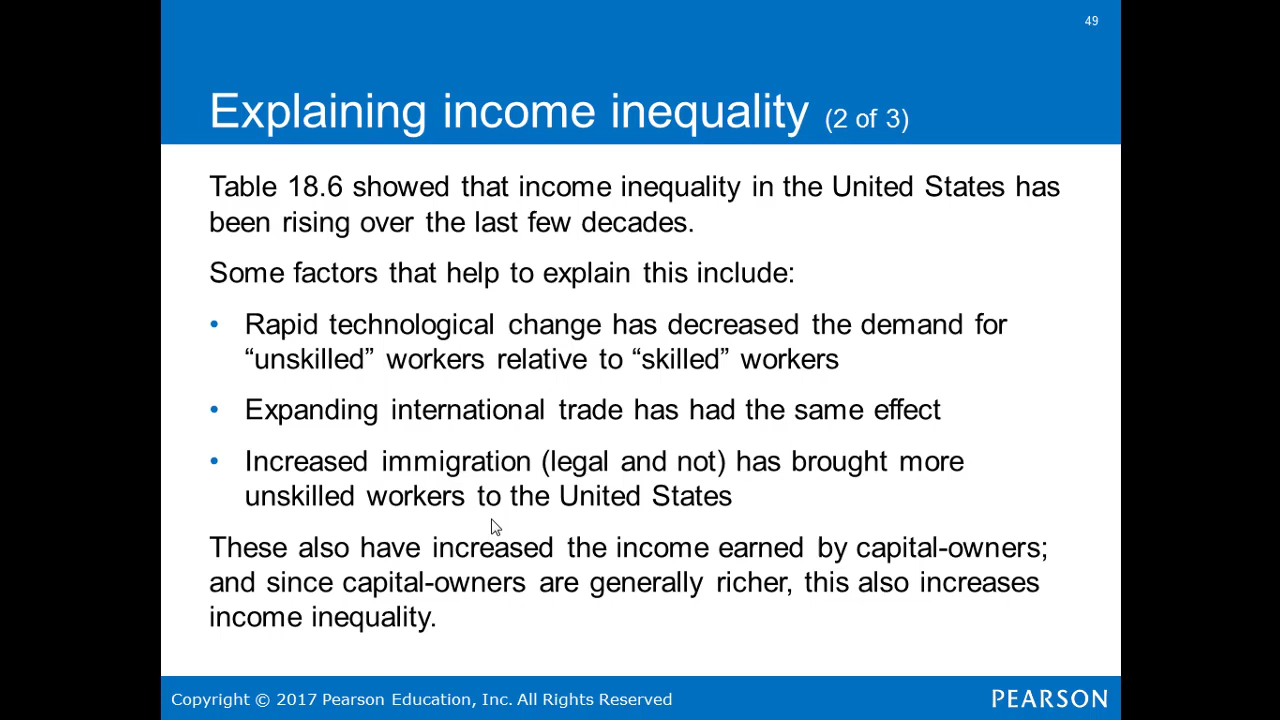 49
Explaining income inequality (2 of 3)
Table 18.6 showed that income inequality in the United States has
been rising over the last few decades.
Some factors that help to explain this include:
• Rapid technological change has decreased the demand for
“unskilled” workers relative to “skilled” workers
• Expanding international trade has had the same effect
• Increased immigration (legal and not) has brought more
unskilled workers to the United States
These also have increased the income earned by capital-owners;
and since capital-owners are generally richer, this also increases
income inequality.
Copyright © 2017 Pearson Education, Inc. All Rights Reserved
PEARSON